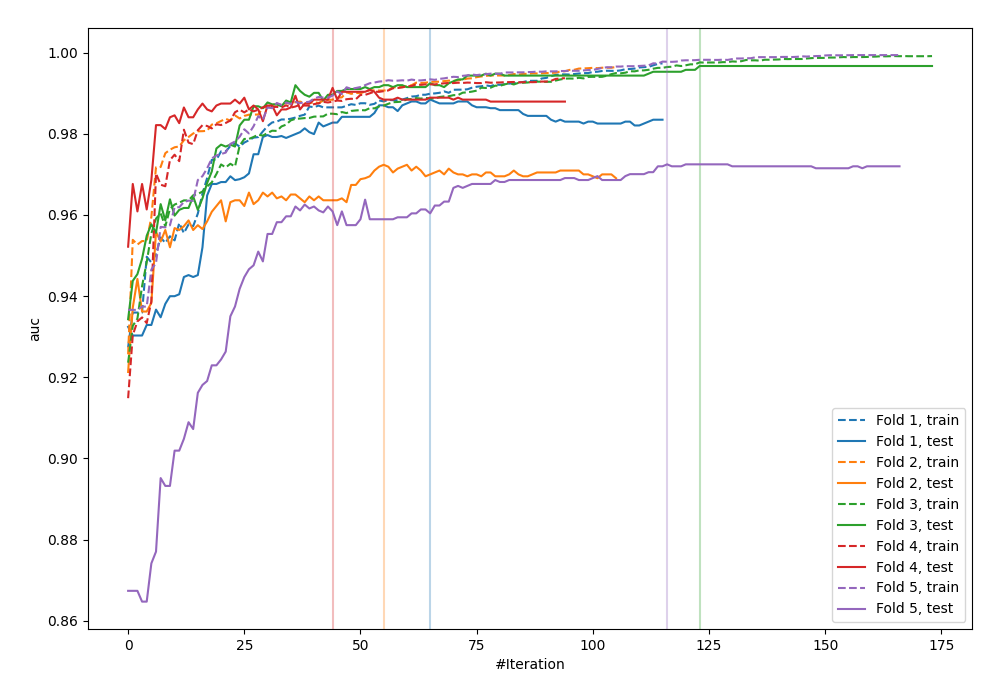 1.00
0.98
0.96
0.94
0.92
0.90
0.88
0.86
auc
0 25 50 75 100 125 150 175
#Iteration
Fold 1, train
Fold 1, test
Fold 2, train
Fold 2, test
Fold 3, train
Fold 3, test
Fold 4, train
Fold 4, test
Fold 5, train
Fold 5, test